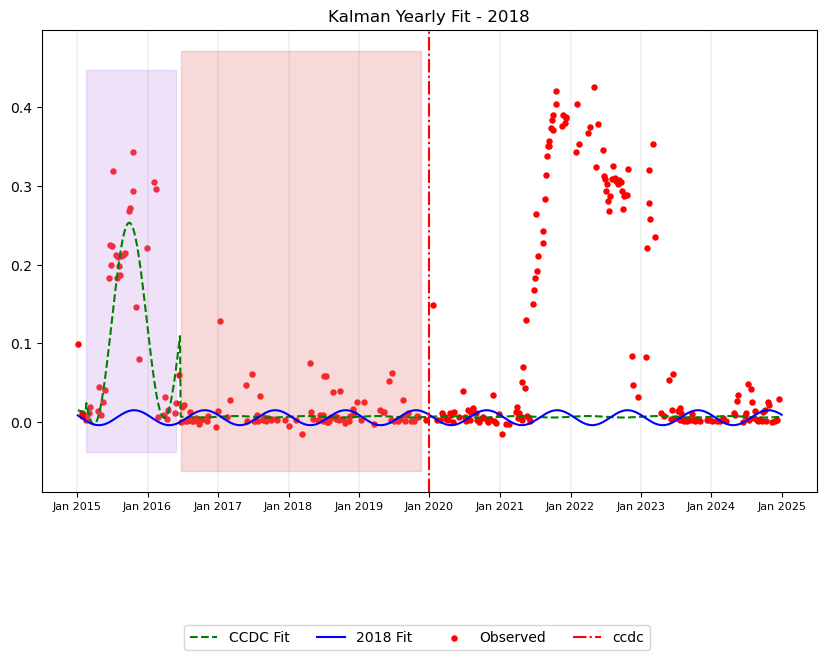 Kalman Yearly Fit - 2018
0.4
0.3
0.2
0.1
0.0
Jan 2015 Jan 2016 Jan 2017 Jan 2018 Jan 2019 Jan 2020 Jan 2021 Jan 2022 Jan 2023 Jan 2024 Jan 2025
CCDC Fit 2018 Fit Observed ccdc